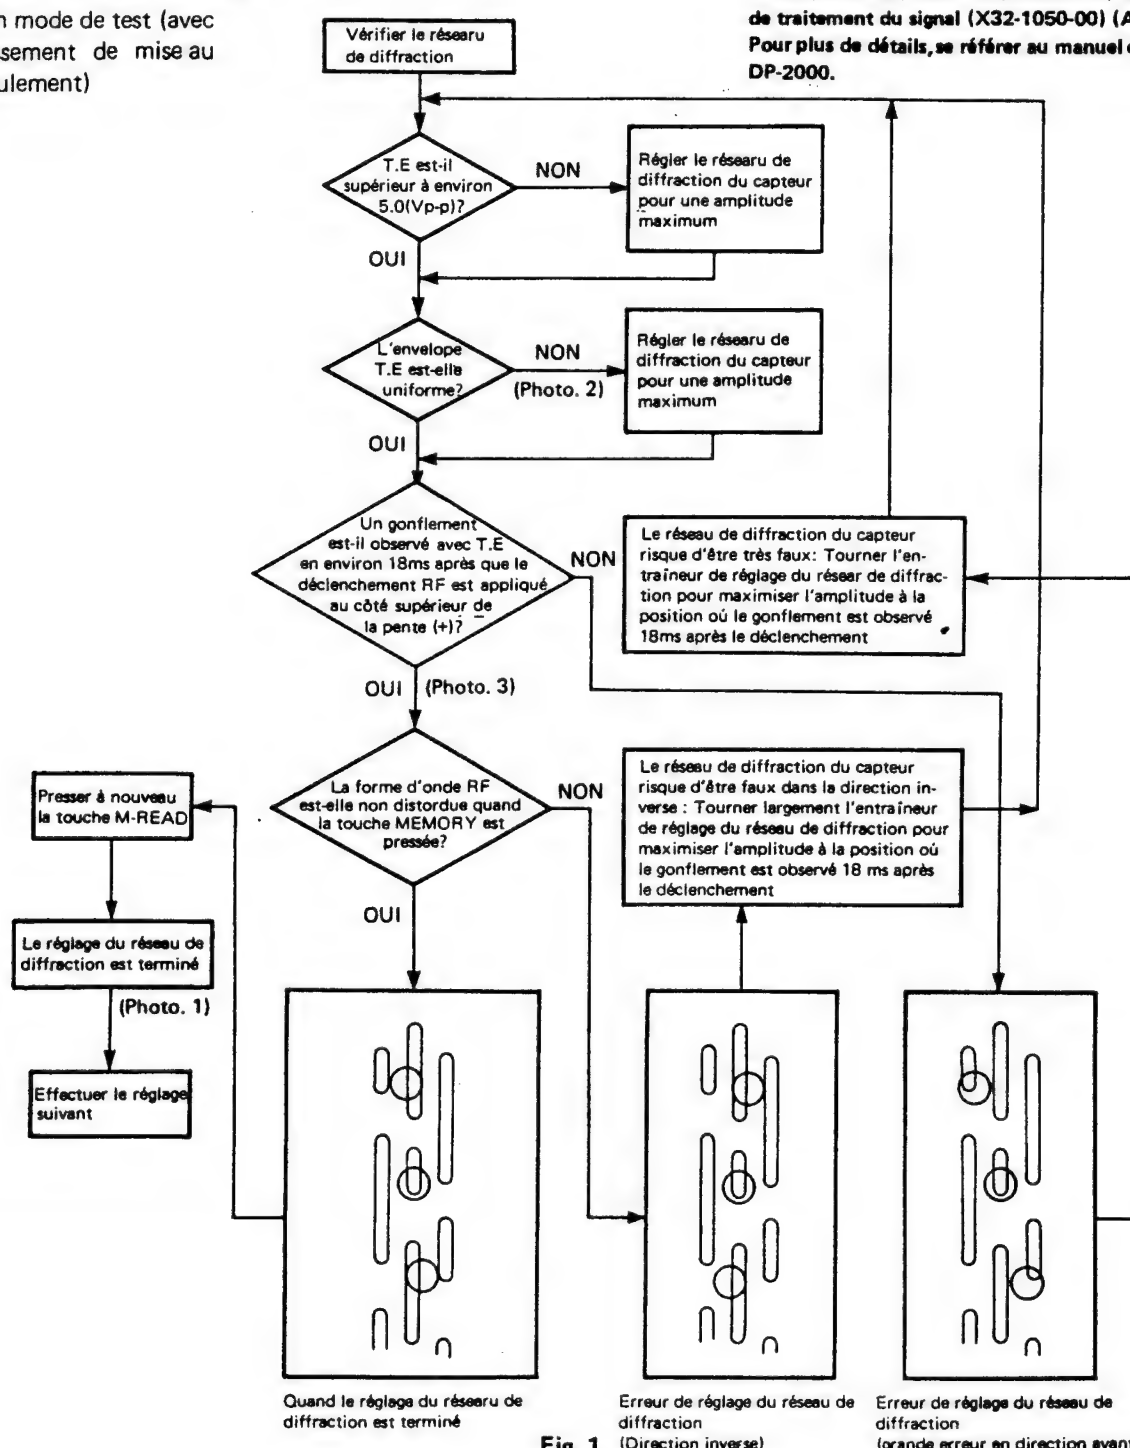 n mode de test (avec
sement de mise au
ulement)
de traitement du signal (X32-1050-00) (A
Pour plus de détails, se référer au manuel
DP-2000.
Vérifier le réseru
de diffraction
T.E est-il
supérieur à environ
5.0(Vp-p)?
NON
Régler le résearu de
diffraction du capteur
pour une amplitude
maximum
OUI
L'envelope
T.E est-elle
uniforme?
NON
(Photo. 2)
Régler le résearu de
diffraction du capteur
pour une amplitude
maximum
OUI
Un gonflement
est-il observé avec T.E
en environ 18ms après que le
déclenchement RF est appliqué
au côté supérieur de
la pente (+)?
NON
Le réseau de diffraction du capteur
risque d'être très faux: Tourner l'en-
traîneur de réglage du résear de diffrac-
tion pour maximiser l'amplitude à la
position où le gonflement est observé
18ms après le déclenchement
OUI
(Photo. 3)
La forme d'onde RF
est-elle non distordue quand
la touche MEMORY est
pressée?
NON
Le réseau de diffraction du capteur
risque d'être faux dans la direction in-
verse : Tourner largement l'entraîneur
de réglage du réseau de diffraction pour
maximiser l'amplitude à la position où
le gonflement est observé 18 ms après
le déclenchement
Presser à nouveau
la touche M-READ
OUI
Le réglage du réseau de
diffraction est terminé
(Photo. 1)
Effectuer le réglage
suivant
Quand le réglage du réseru de
diffraction est terminé
Erreur de réglage du réseau de
diffraction
(Direction inverse)
Erreur de réglage du réseau de
diffraction
(grande erreur en direction avant
Fig. 1